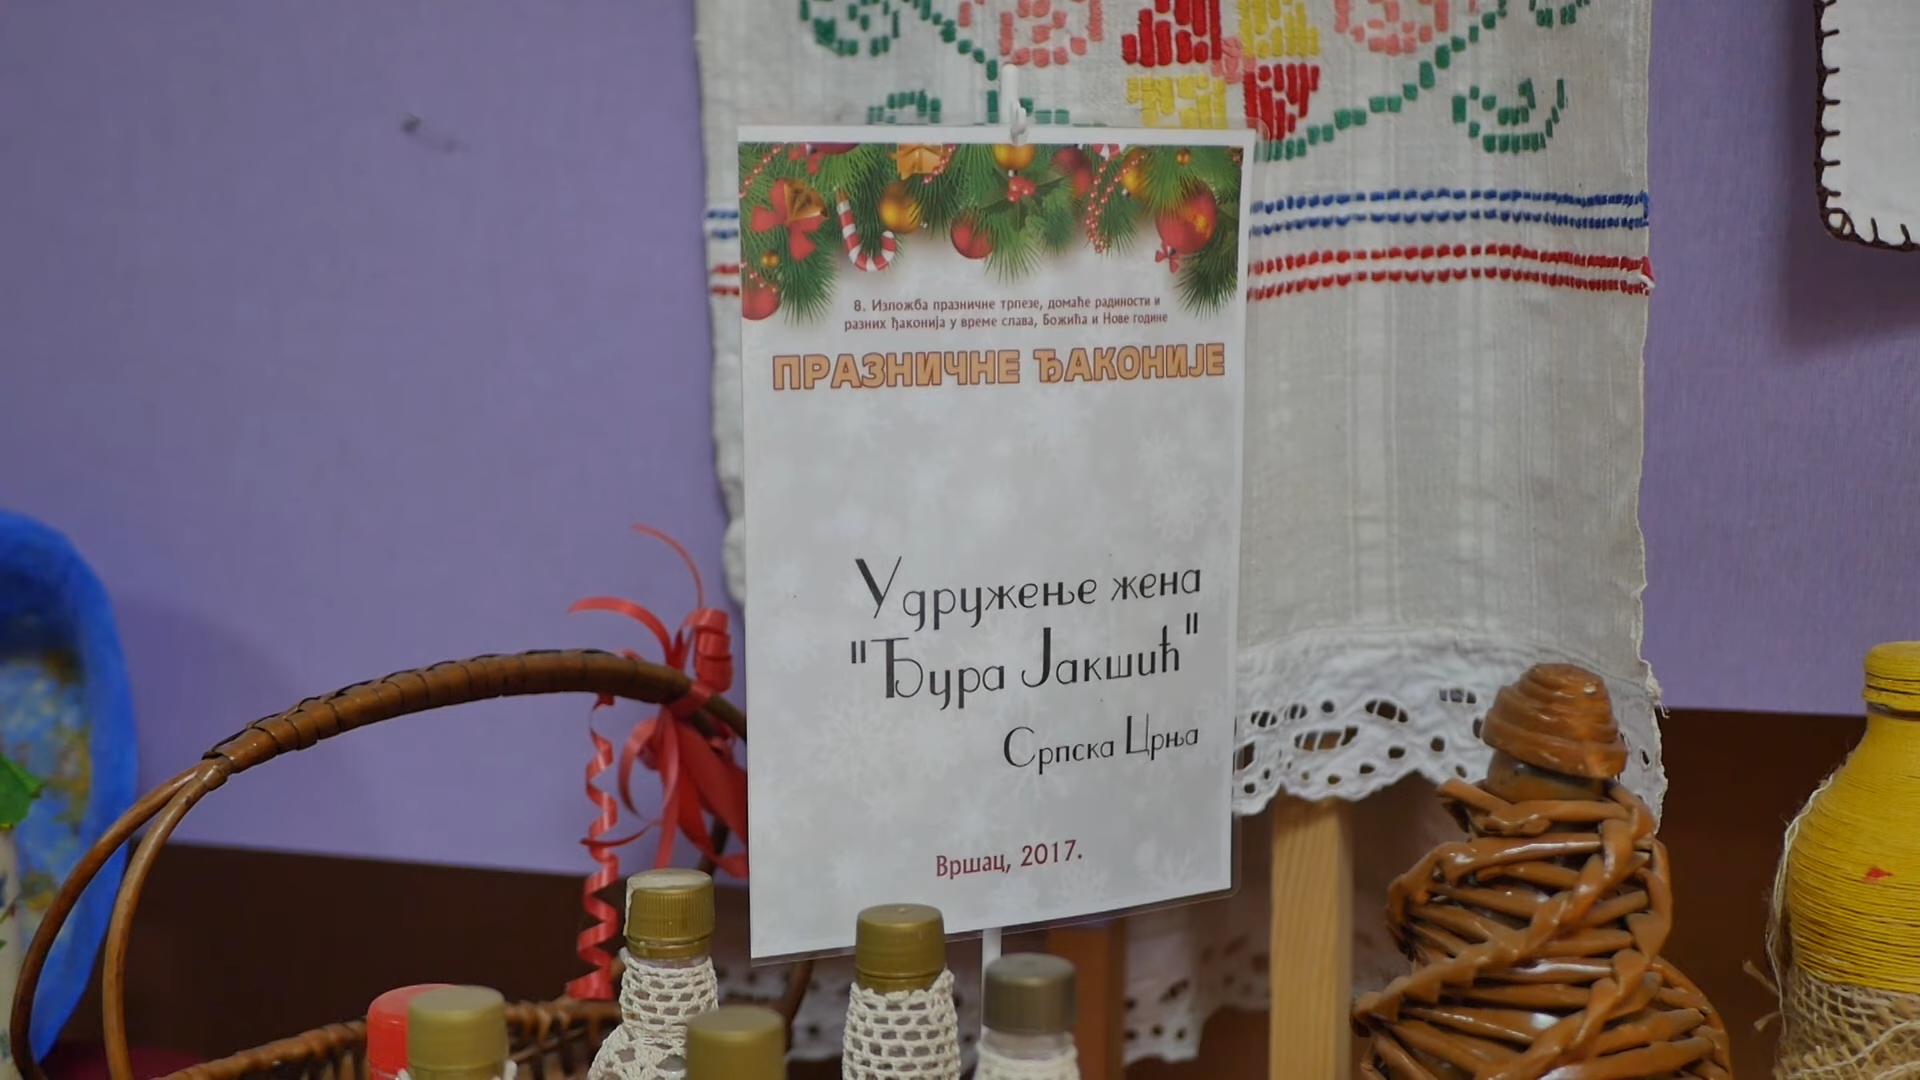 8. Изложба празничне трпезе, домаће радиности и
разних ђаконија у време слава, Божића и Нове године
ПРАЗНИЧНЕ ЂАКОНИЈЕ
Удружење жена
"Ђура Јакшић"
Српска Црња
Вршац, 2017.